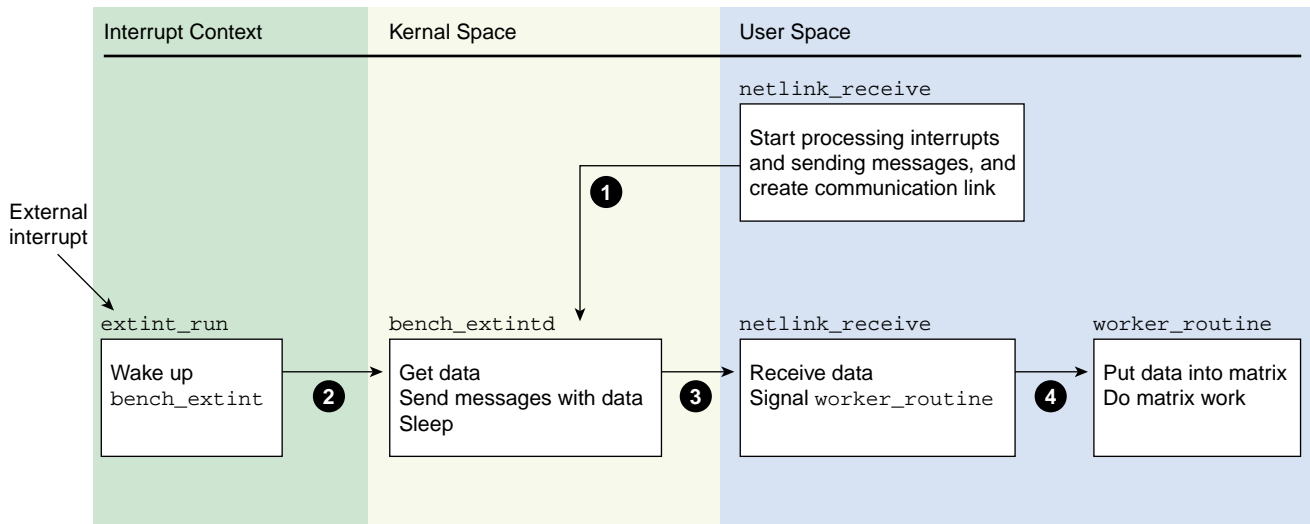 Interrupt Context
Kernal Space
User Space
netlink_receive
Start processing interrupts
and sending messages, and
create communication link
1
External
interrupt
extint_run
Wake up
bench_extint
2
bench_extintd
Get data
Send messages with data
Sleep
3
netlink_receive
Receive data
Signal worker_routine
4
worker_routine
Put data into matrix
Do matrix work